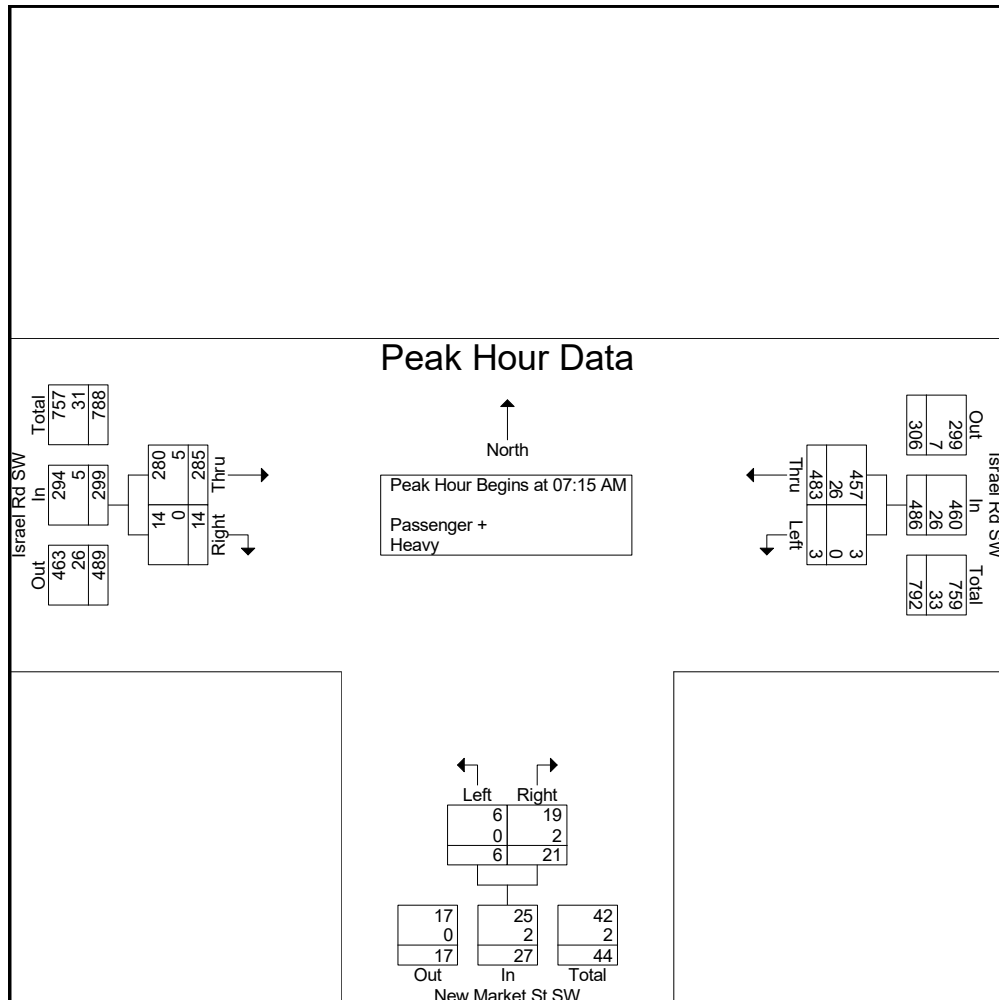 Peak Hour Data
North
Peak Hour Begins at 07:15 AM
Passenger +
Heavy
Israel Rd SW
Total
757
31
788
In
294
5
299
Out
463
26
489
Thru
280
5
285
Right
14
0
14
Israel Rd SW
Out
299
7
306
In
460
26
486
Total
759
33
792
Thru
457
26
483
Left
3
0
3
Left Right
6 19
0 2
6 21
17 25 42
0 2 2
17 27 44
Out In Total
New Market St SW